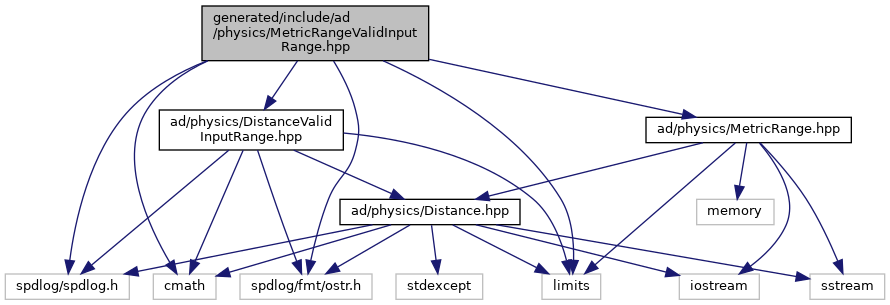 generated/include/ad
/physics/MetricRangeValidInput
Range.hpp
ad/physics/DistanceValid
InputRange.hpp
ad/physics/MetricRange.hpp
ad/physics/Distance.hpp
memory
spdlog/spdlog.h
cmath
spdlog/fmt/ostr.h
stdexcept
limits
iostream
sstream